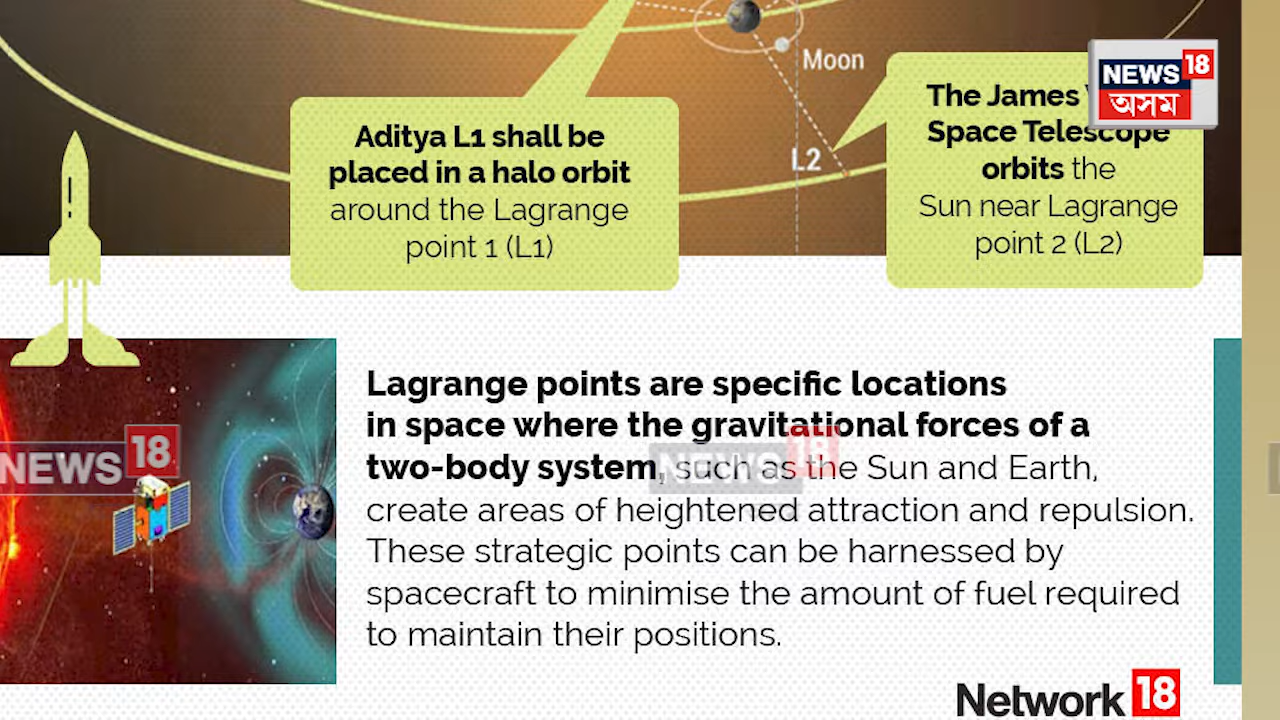 Moon
NEWS 18
অসম
The James
Space Telescope
orbits the
Sun near Lagrange
point 2 (L2)
Aditya L1 shall be
placed in a halo orbit
around the Lagrange
point 1 (L1)
L2
Lagrange points are specific locations
in space where the gravitational forces of a
two-body system, such as the Sun and Earth,
create areas of heightened attraction and repulsion.
These strategic points can be harnessed by
spacecraft to minimise the amount of fuel required
to maintain their positions.
NEWS 18
NEWS 18
Network 18